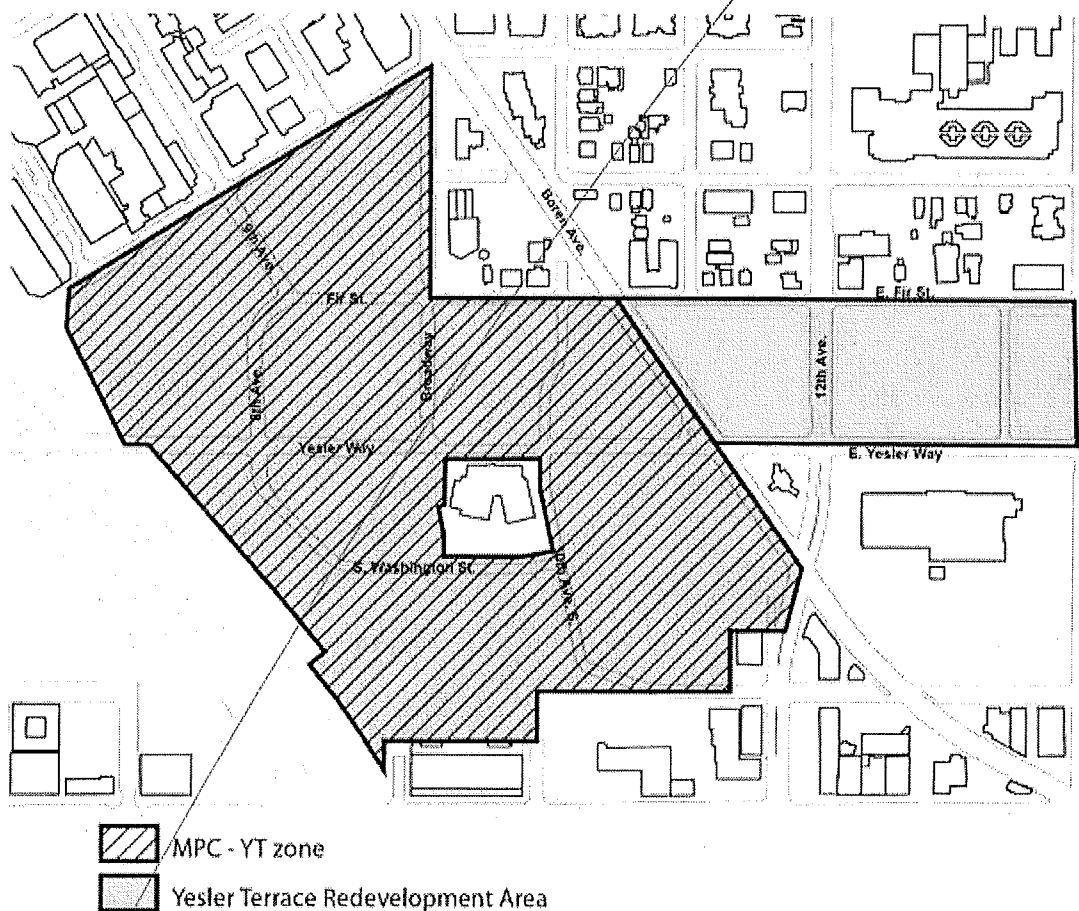 Boren Ave.
9th Ave.
Fir St.
E. Fir St.
8th Ave.
Broadway
12th Ave.
Yesler Way
E. Yesler Way
S. Washington St.
10th Ave. S.
MPC - YT zone
Yesler Terrace Redevelopment Area